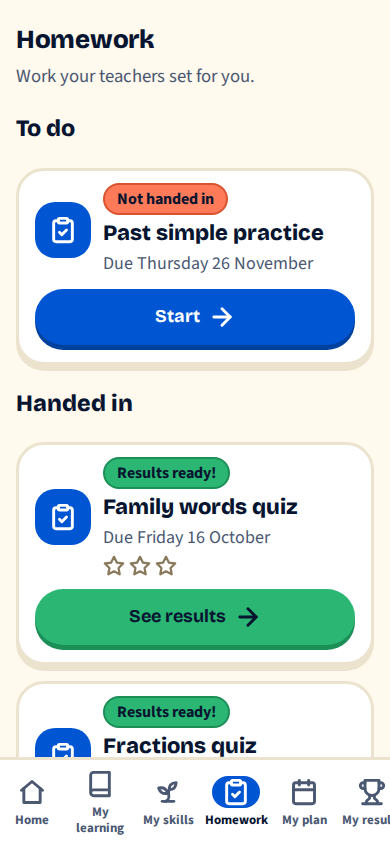 Homework
Work your teachers set for you.
To do
Not handed in
Past simple practice
Due Thursday 26 November
Start
Handed in
Results ready!
Family words quiz
Due Friday 16 October
See results
Results ready!
Fractions quiz
Home
My
learning
My skills
Homework
My plan
My